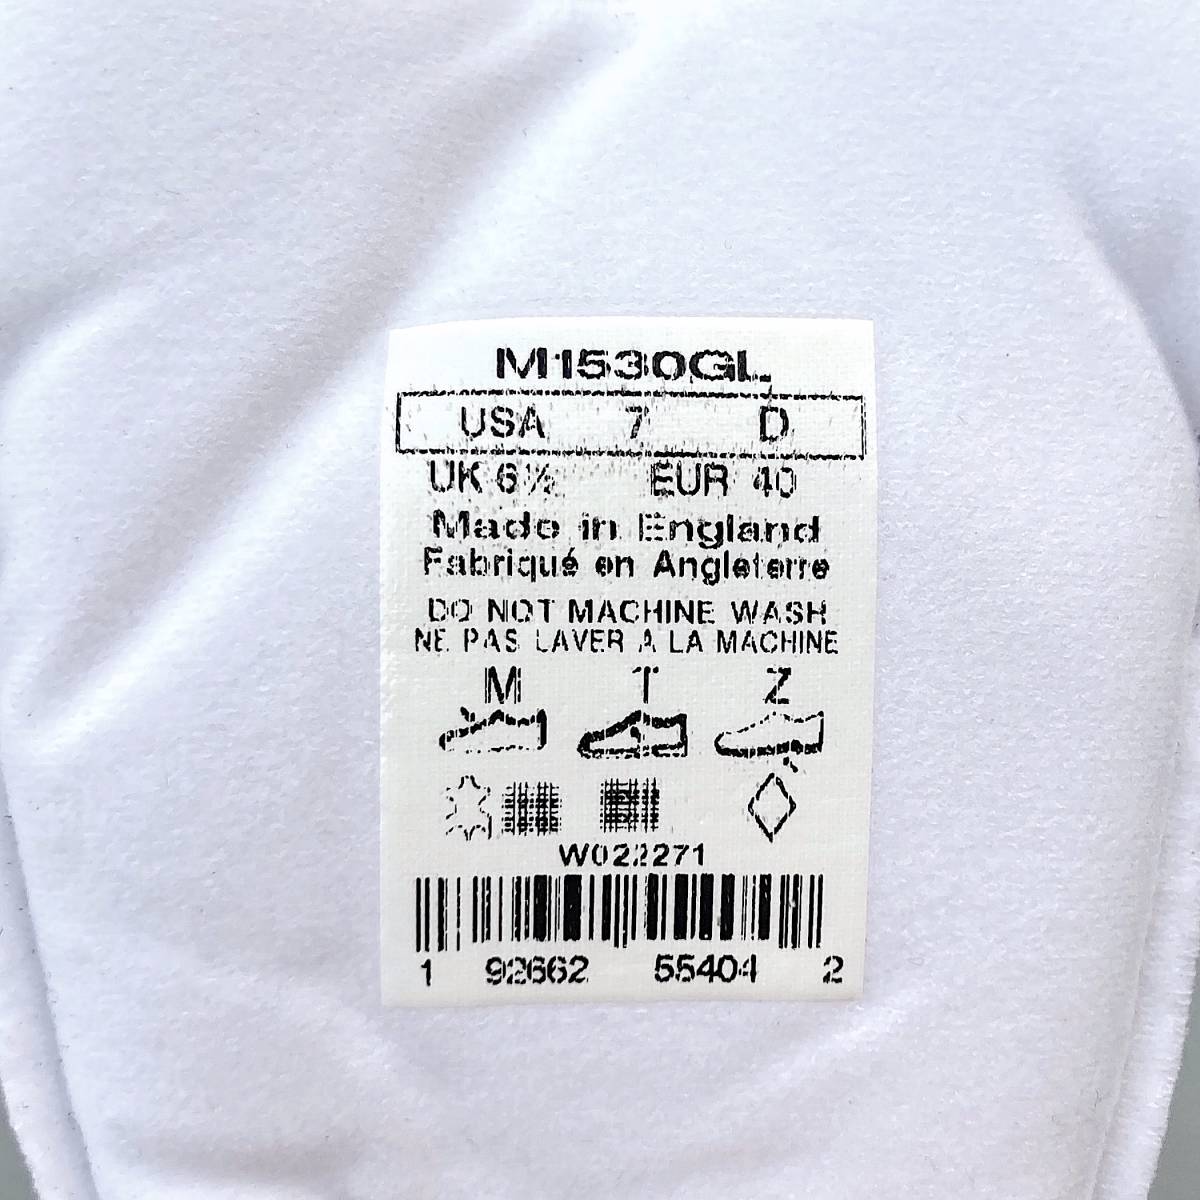 M1530GL
USA 7 D
UK 6½ EUR 40
Made in England
Fabriqué en Angleterre
DO NOT MACHINE WASH
NE PAS LAVER A LA MACHINE
M T Z
W022271
1 92662 55404 2